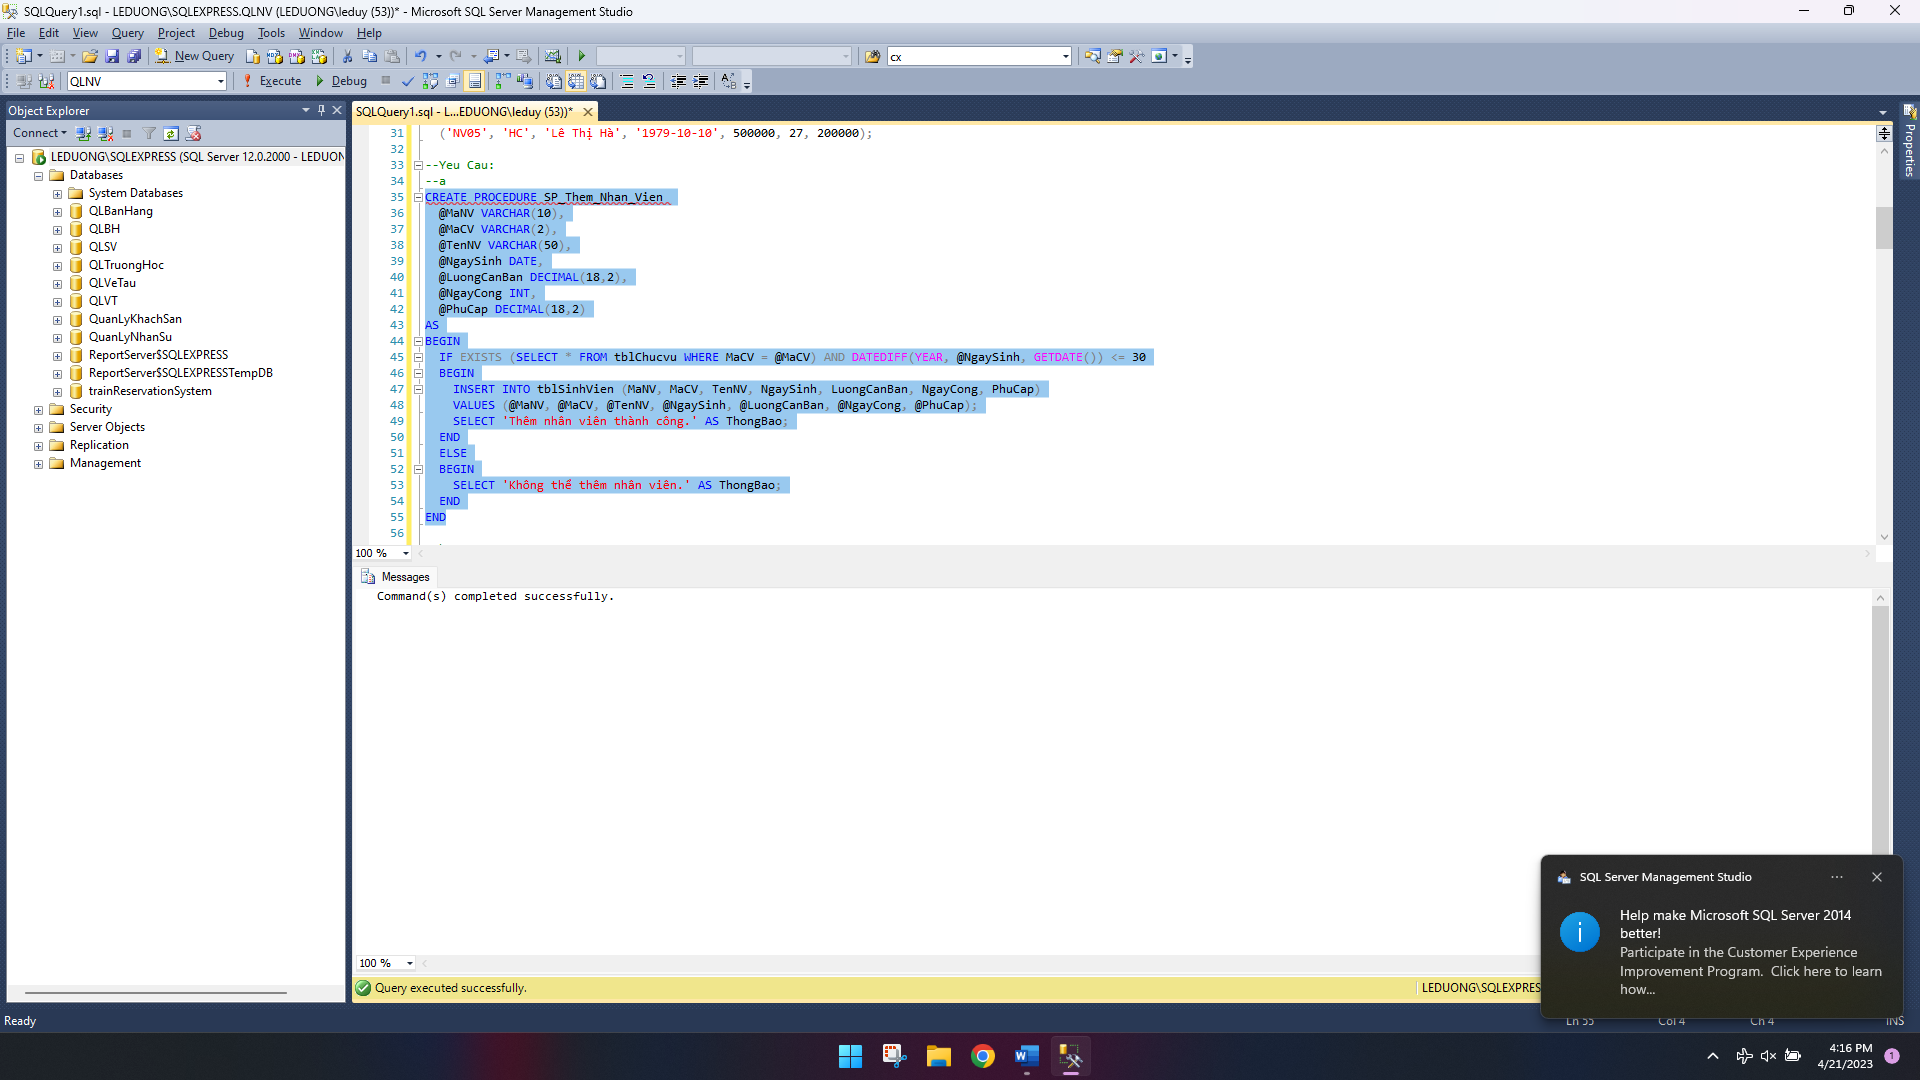 SQLQuery1.sql - LEDUONG\SQLEXPRESS.QLNV (LEDUONG\leduy (53))* - Microsoft SQL Server Management Studio
File Edit View Query Project Debug Tools Window Help
New Query
cx
QLNV
Execute
Debug
Object Explorer
SQLQuery1.sql - L...EDUONG\leduy (53))*
Connect
LEDUONG\SQLEXPRESS (SQL Server 12.0.2000 - LEDUON
Databases
System Databases
QLBanHang
QLBH
QLSV
QLTruongHoc
QLVeTau
QLVT
QuanLyKhachSan
QuanLyNhanSu
ReportServer$SQLEXPRESS
ReportServer$SQLEXPRESSTempDB
trainReservationSystem
Security
Server Objects
Replication
Management
31 ('NV05', 'HC', 'Lê Thị Hà', '1979-10-10', 500000, 27, 200000);
32
33 --Yeu Cau:
34 --a
35 CREATE PROCEDURE SP_Them_Nhan_Vien
36 @MaNV VARCHAR(10),
37 @MaCV VARCHAR(2),
38 @TenNV VARCHAR(50),
39 @NgaySinh DATE,
40 @LuongCanBan DECIMAL(18,2),
41 @NgayCong INT,
42 @PhuCap DECIMAL(18,2)
43 AS
44 BEGIN
45 IF EXISTS (SELECT * FROM tblChucvu WHERE MaCV = @MaCV) AND DATEDIFF(YEAR, @NgaySinh, GETDATE()) <= 30
46 BEGIN
47 INSERT INTO tblSinhVien (MaNV, MaCV, TenNV, NgaySinh, LuongCanBan, NgayCong, PhuCap)
48 VALUES (@MaNV, @MaCV, @TenNV, @NgaySinh, @LuongCanBan, @NgayCong, @PhuCap);
49 SELECT 'Thêm nhân viên thành công.' AS ThongBao;
50 END
51 ELSE
52 BEGIN
53 SELECT 'Không thể thêm nhân viên.' AS ThongBao;
54 END
55 END
56
100 %
Messages
Command(s) completed successfully.
100 %
Query executed successfully.
LEDUONG\SQLEXPRES
Properties
SQL Server Management Studio
Help make Microsoft SQL Server 2014
better!
Participate in the Customer Experience
Improvement Program. Click here to learn
how...
Ready
Ln 55 Col 4 Ch 4 INS
4:16 PM
4/21/2023
1